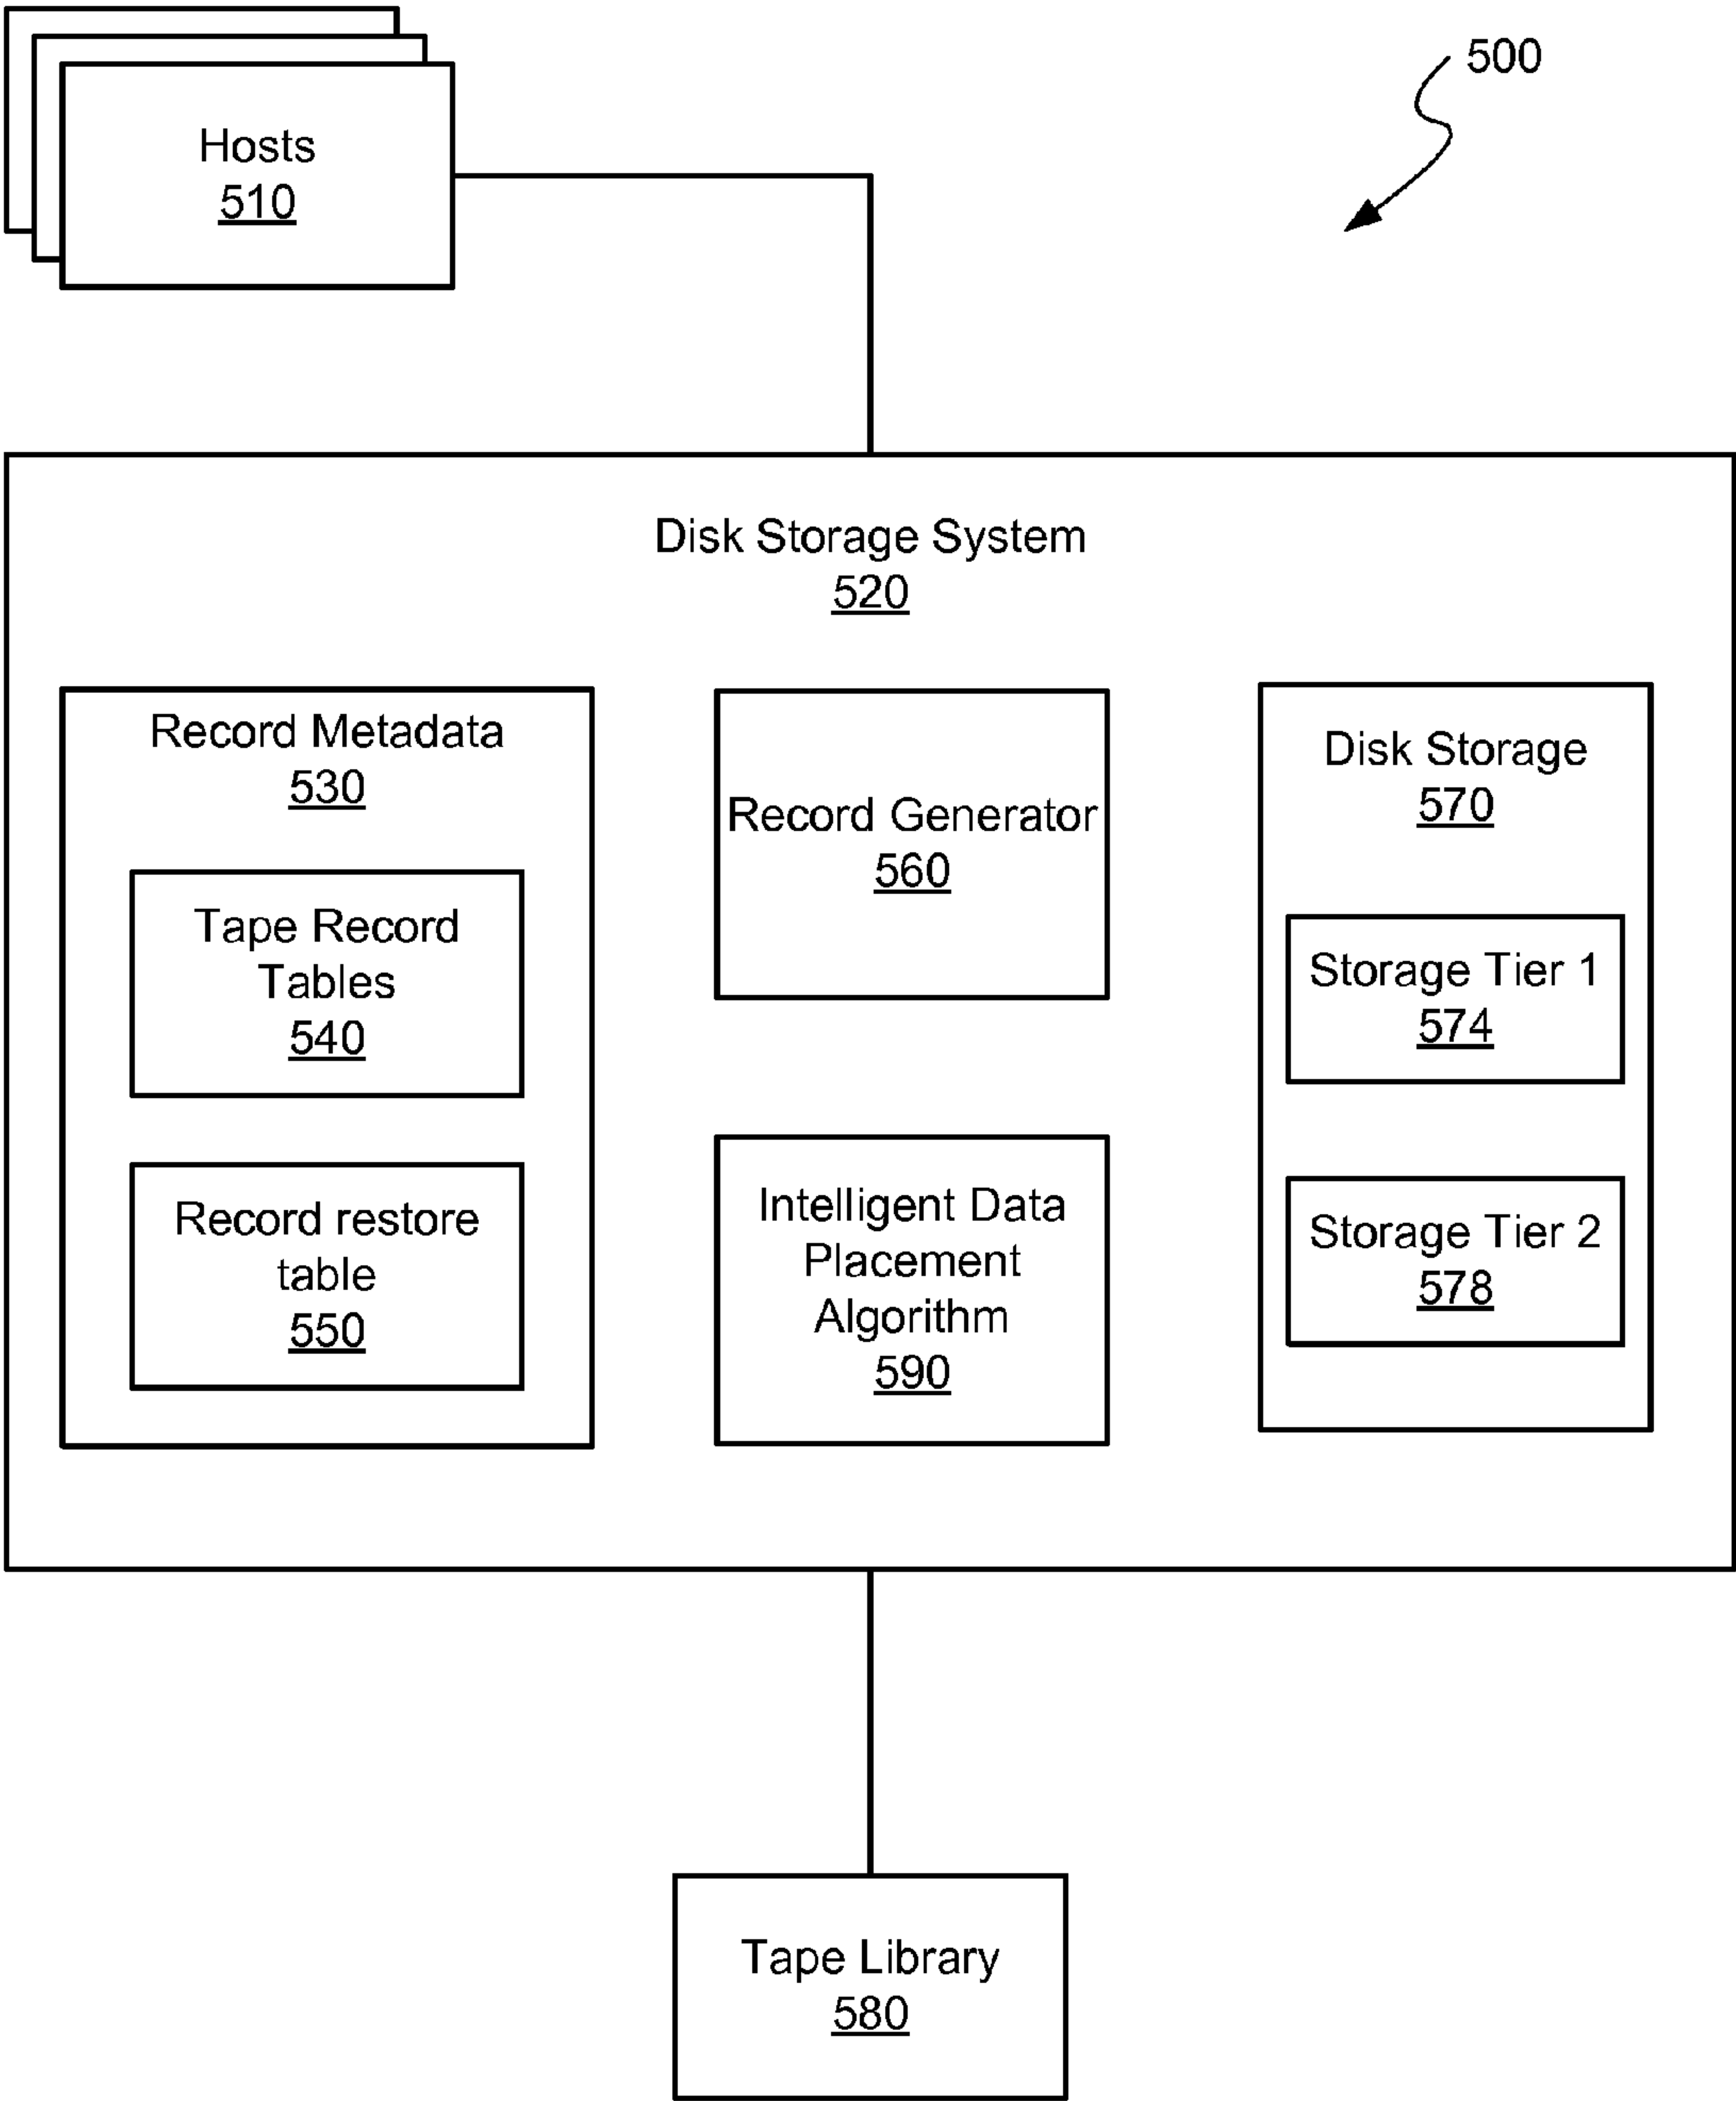 500
Hosts
510
Disk Storage System
520
Record Metadata
530
Tape Record
Tables
540
Record restore
table
550
Record Generator
560
Intelligent Data
Placement
Algorithm
590
Disk Storage
570
Storage Tier 1
574
Storage Tier 2
578
Tape Library
580